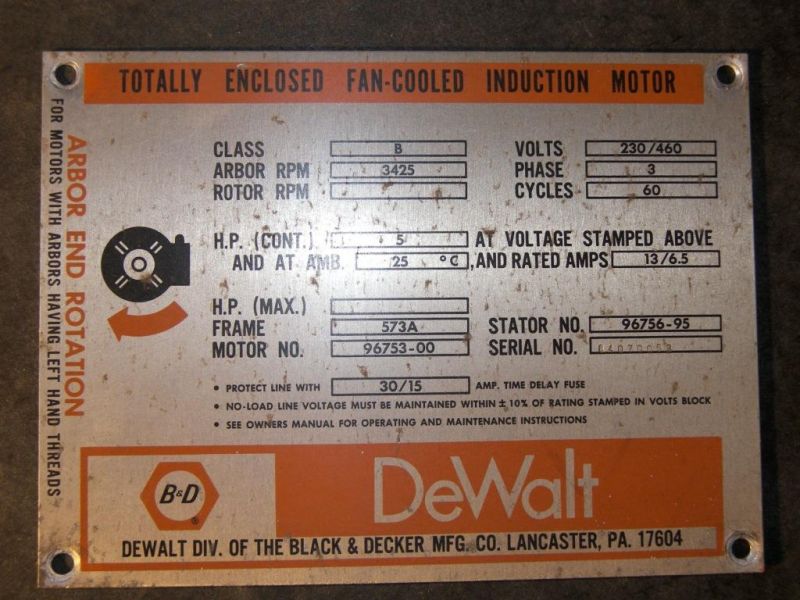 TOTALLY ENCLOSED FAN-COOLED INDUCTION MOTOR
ARBOR END ROTATION
FOR MOTORS WITH ARBORS HAVING LEFT HAND THREADS
CLASS B VOLTS 230/460
ARBOR RPM 3425 PHASE 3
ROTOR RPM CYCLES 60
H.P. (CONT.) 5 AT VOLTAGE STAMPED ABOVE
AND AT AMB. 25 °C, AND RATED AMPS 13/6.5
H.P. (MAX.)
FRAME 573A STATOR NO. 96756-95
MOTOR NO. 96753-00 SERIAL NO.
• PROTECT LINE WITH 30/15 AMP. TIME DELAY FUSE
• NO-LOAD LINE VOLTAGE MUST BE MAINTAINED WITHIN ± 10% OF RATING STAMPED IN VOLTS BLOCK
• SEE OWNERS MANUAL FOR OPERATING AND MAINTENANCE INSTRUCTIONS
B&D ®
DeWalt
DEWALT DIV. OF THE BLACK & DECKER MFG. CO. LANCASTER, PA. 17604